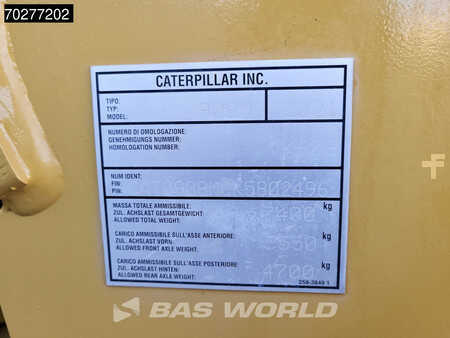 70277202
CATERPILLAR INC.
TIPO:
TYP:
MODEL:
NUMERO DI OMOLOGAZIONE:
GENEHMIGUNGS NUMMER:
HOMOLOGATION NUMBER:
NUM IDENT:
FIN:
PIN:
MASSA TOTALE AMMISSIBILE:
ZUL. ACHSLAST GESAMTGEWICHT:
ALLOWED TOTAL WEIGHT:
kg
CARICO AMMISSIBILE SULL'ASSE ANTERIORE:
ZUL. ACHSLAST VORN:
ALLOWED FRONT AXLE WEIGHT:
kg
CARICO AMMISSIBILE SULL'ASSE POSTERIORE:
ZUL. ACHSLAST HINTEN: 4700
ALLOWED REAR AXLE WEIGHT:
kg
BAS WORLD